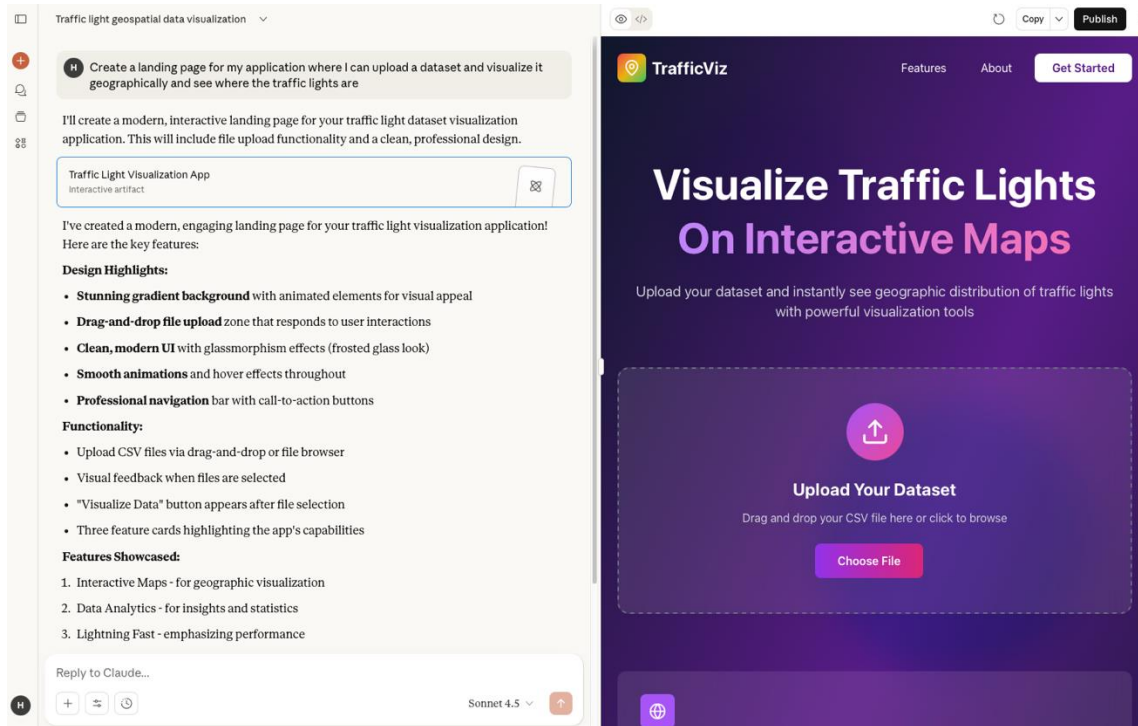 Traffic light geospatial data visualization
H
Create a landing page for my application where I can upload a dataset and visualize it
geographically and see where the traffic lights are
I'll create a modern, interactive landing page for your traffic light dataset visualization
application. This will include file upload functionality and a clean, professional design.
Traffic Light Visualization App
Interactive artifact
I've created a modern, engaging landing page for your traffic light visualization application!
Here are the key features:
Design Highlights:
• Stunning gradient background with animated elements for visual appeal
• Drag-and-drop file upload zone that responds to user interactions
• Clean, modern UI with glassmorphism effects (frosted glass look)
• Smooth animations and hover effects throughout
• Professional navigation bar with call-to-action buttons
Functionality:
• Upload CSV files via drag-and-drop or file browser
• Visual feedback when files are selected
• "Visualize Data" button appears after file selection
• Three feature cards highlighting the app's capabilities
Features Showcased:
1. Interactive Maps - for geographic visualization
2. Data Analytics - for insights and statistics
3. Lightning Fast - emphasizing performance
Reply to Claude...
Sonnet 4.5
H
Copy
Publish
TrafficViz
Features
About
Get Started
Visualize Traffic Lights
On Interactive Maps
Upload your dataset and instantly see geographic distribution of traffic lights
with powerful visualization tools
Upload Your Dataset
Drag and drop your CSV file here or click to browse
Choose File